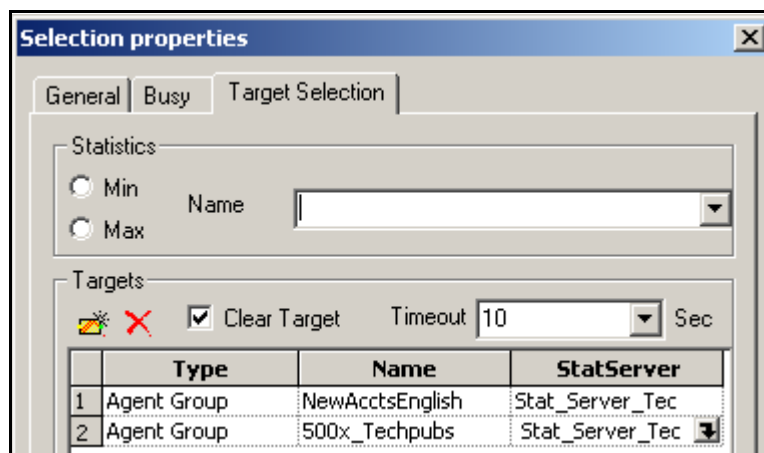 Selection properties
General Busy Target Selection
Statistics
Min
Name
Max
Targets
Clear Target Timeout 10 Sec
Type Name StatServer
1 Agent Group NewAcctsEnglish Stat_Server_Tec
2 Agent Group 500x_Techpubs Stat_Server_Tec